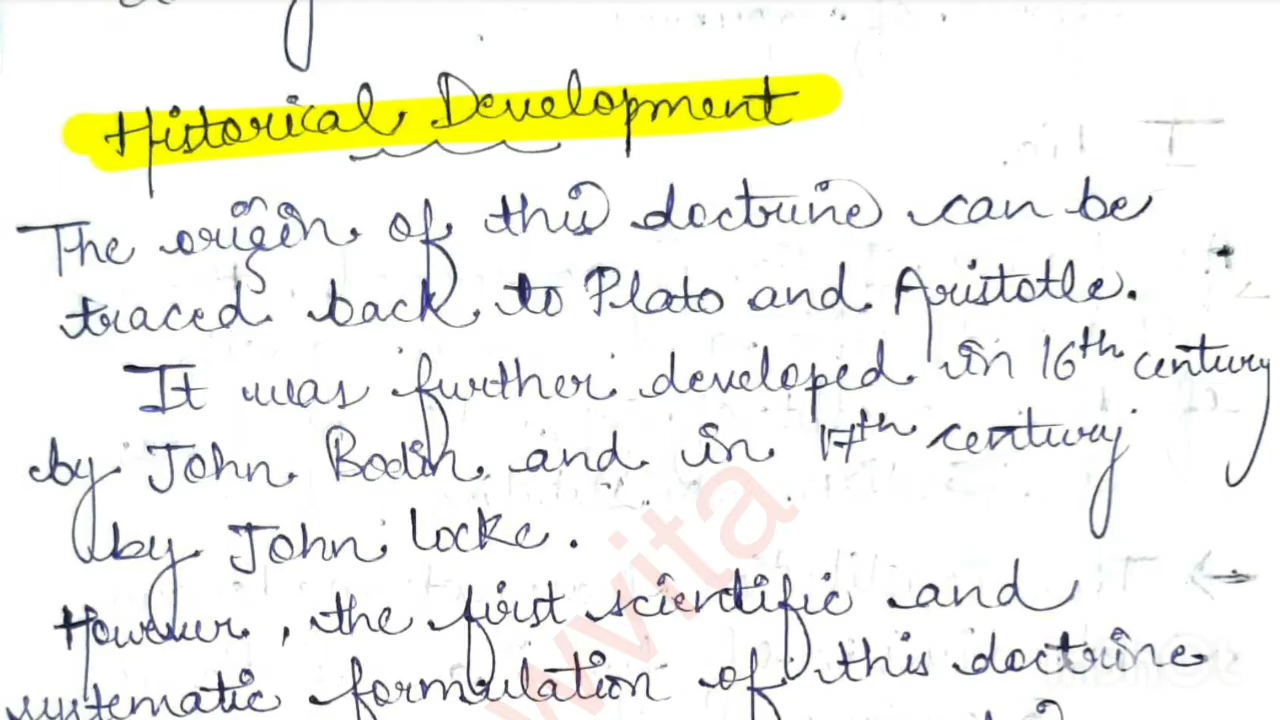 Historical Development
The origin of this doctrine can be
traced back to Plato and Aristotle.
It was further developed in 16th century
by John Bodin and in 17th century
by John Locke.
However, the first scientific and
systematic formulation of this doctrine
vvita